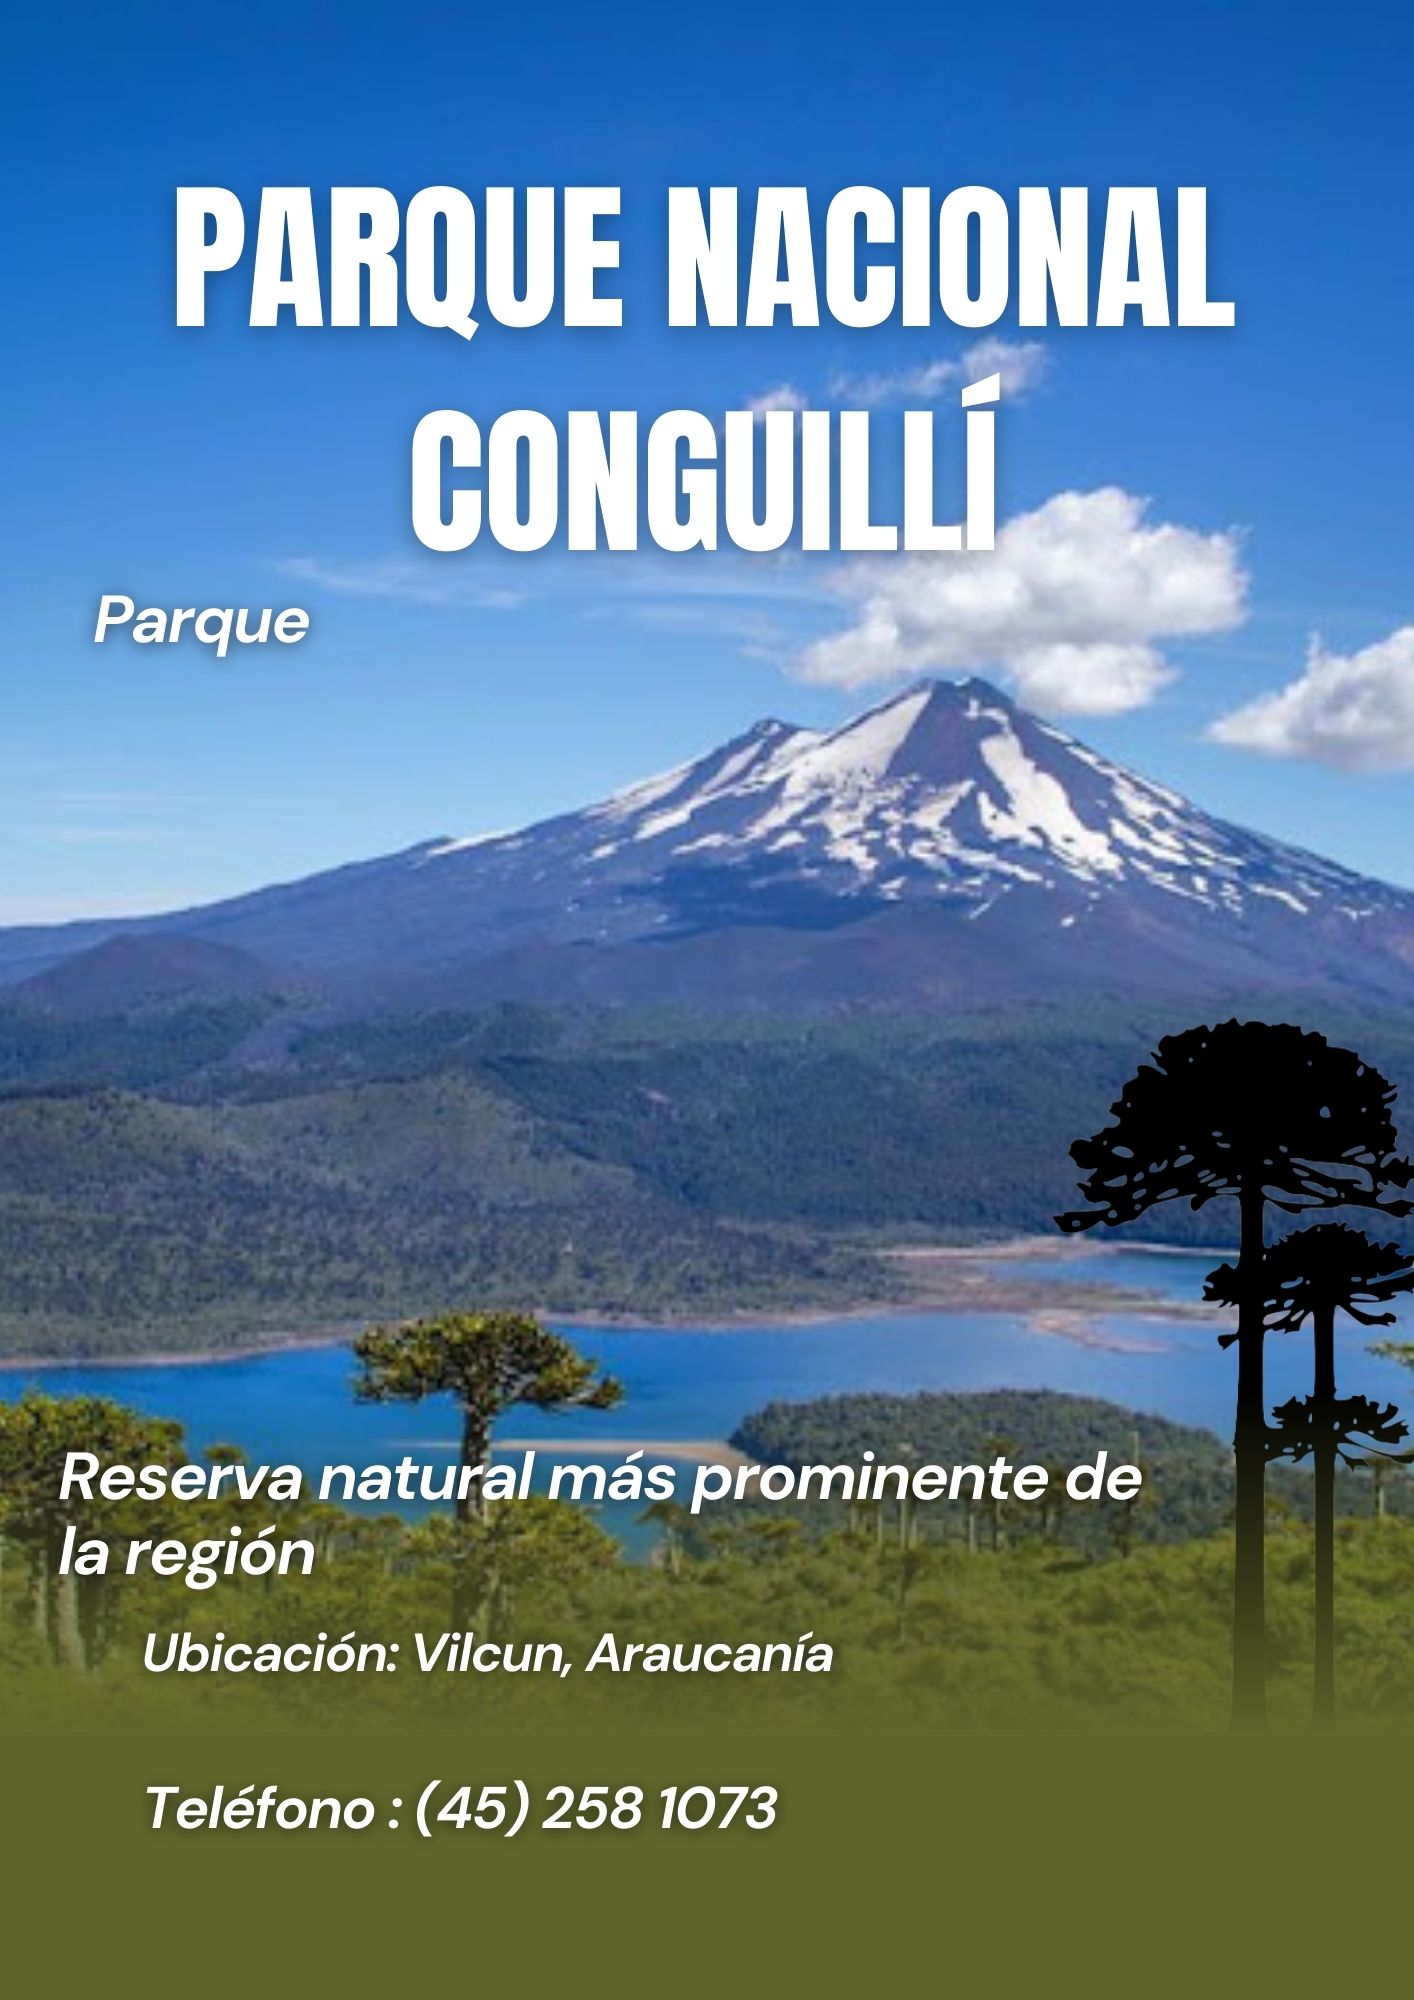 PARQUE NACIONAL
CONGUILLÍ
Parque
Reserva natural más prominente de
la región
Ubicación: Vilcun, Araucanía
Teléfono : (45) 258 1073